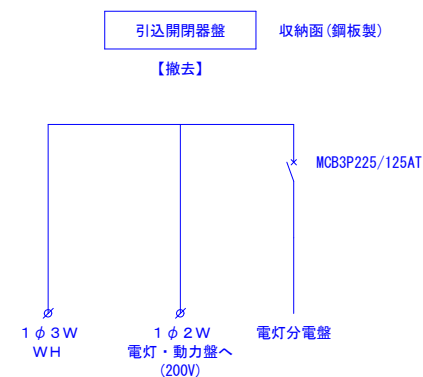 引込開閉器盤 収納函(鋼板製)
【撤去】
MCB3P225/125AT
1φ3W
WH
1φ2W
電灯・動力盤へ
(200V)
電灯分電盤